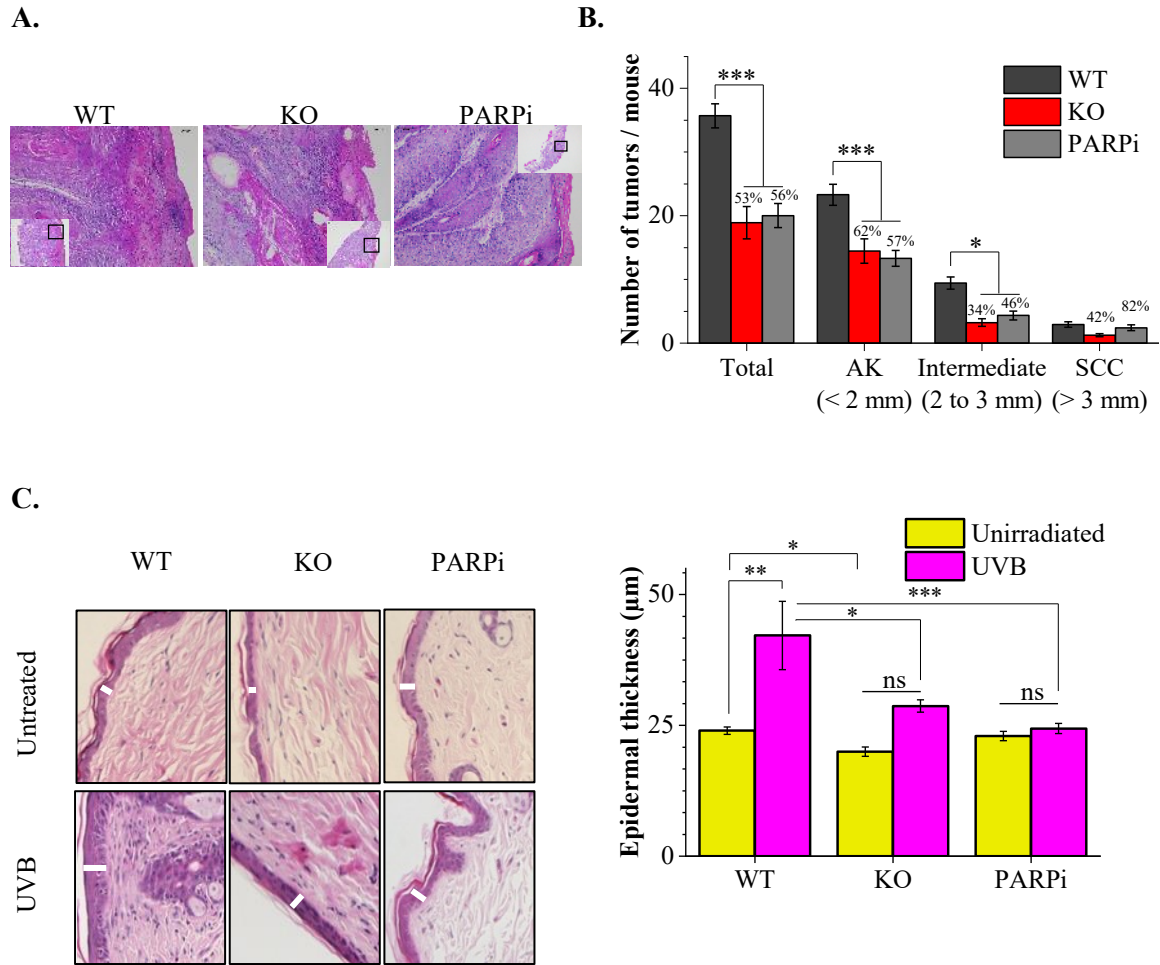 A.
WT KO PARPi
B.
Number of tumors / mouse
40
20
0
***
***
*
53% 56%
62% 57%
34% 46%
42% 82%
WT
KO
PARPi
Total AK Intermediate SCC
(< 2 mm) (2 to 3 mm) (> 3 mm)
C.
WT KO PARPi
Untreated
UVB
Epidermal thickness (µm)
50
25
0
Unirradiated
UVB
*
**
***
*
ns
ns
WT KO PARPi